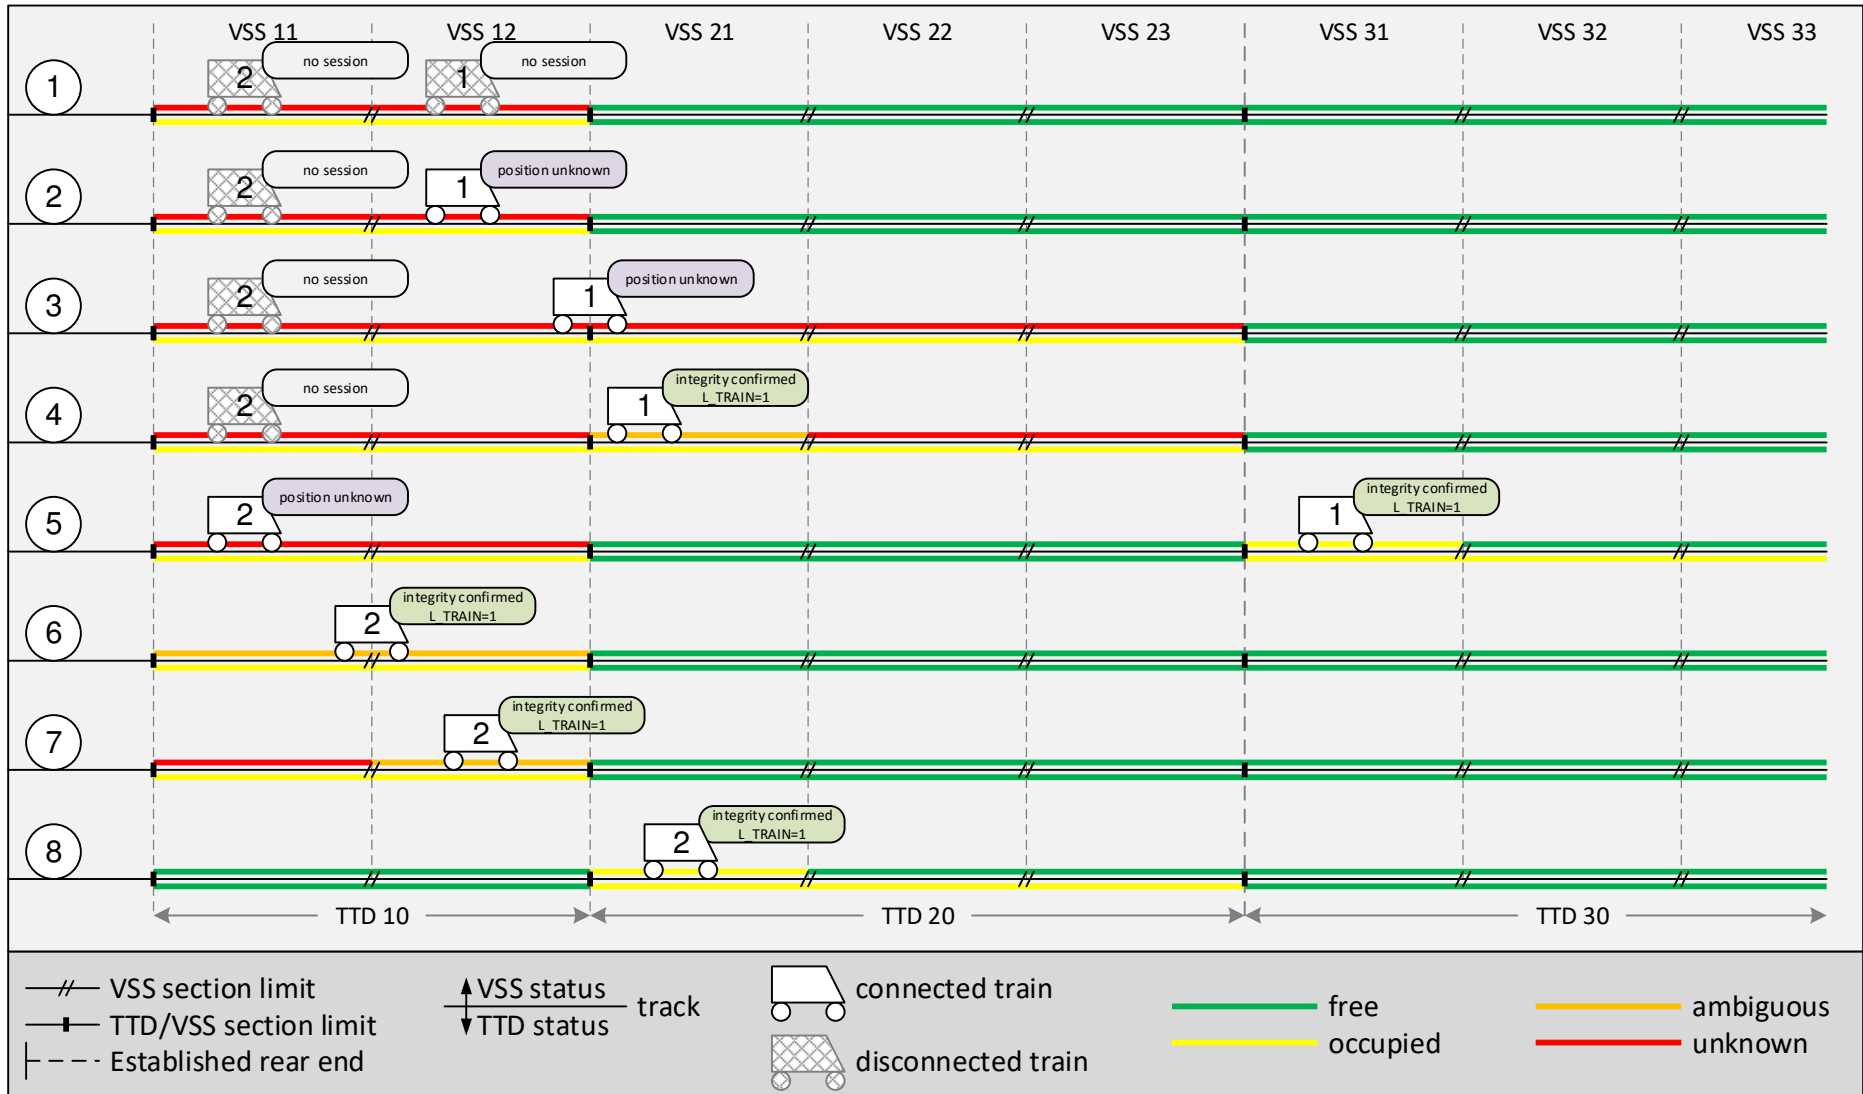 VSS 11 VSS 12 VSS 21 VSS 22 VSS 23 VSS 31 VSS 32 VSS 33
1 2 no session 1 no session
2 2 no session 1 position unknown
3 2 no session 1 position unknown
4 2 no session 1 integrity confirmed
L_TRAIN=1
5 2 position unknown 1 integrity confirmed
L_TRAIN=1
6 2 integrity confirmed
L_TRAIN=1
7 2 integrity confirmed
L_TRAIN=1
8 2 integrity confirmed
L_TRAIN=1
TTD 10 TTD 20 TTD 30
VSS section limit VSS status track connected train free ambiguous
TTD/VSS section limit TTD status occupied unknown
Established rear end disconnected train